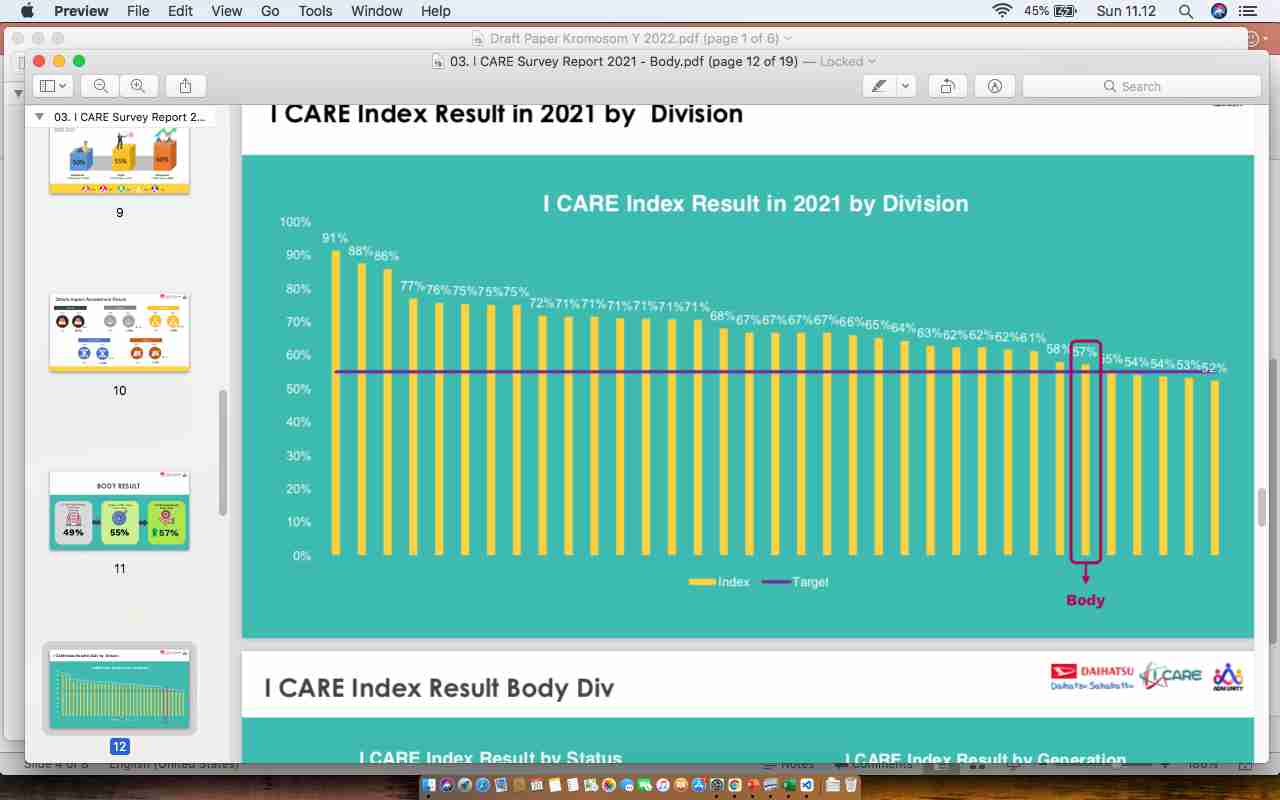 Preview File Edit View Go Tools Window Help 45% Sun 11.12
Draft Paper Kromosom Y 2022.pdf (page 1 of 6)
03. I CARE Survey Report 2021 - Body.pdf (page 12 of 19) — Locked
Search
03. I CARE Survey Report 2...
50% 55% 60%
9
10
BODY RESULT
49% 55% 57%
11
12
I CARE Index Result in 2021 by Division
I CARE Index Result in 2021 by Division
100%
90%
80%
70%
60%
50%
40%
30%
20%
10%
0%
91% 88% 86% 77% 76% 75% 75% 75% 72% 71% 71% 71% 71% 71% 71% 68% 67% 67% 67% 67% 66% 65% 64% 63% 62% 62% 62% 61% 58% 57% 55% 54% 54% 53% 52%
Index Target
Body
I CARE Index Result Body Div
DAIHATSU
Daihatsu Sahabatku
I CARE
ADM UNITY
I CARE Index Result by Status
I CARE Index Result by Generation
Slide 4 of 8 English (United States) Notes Comments 100%